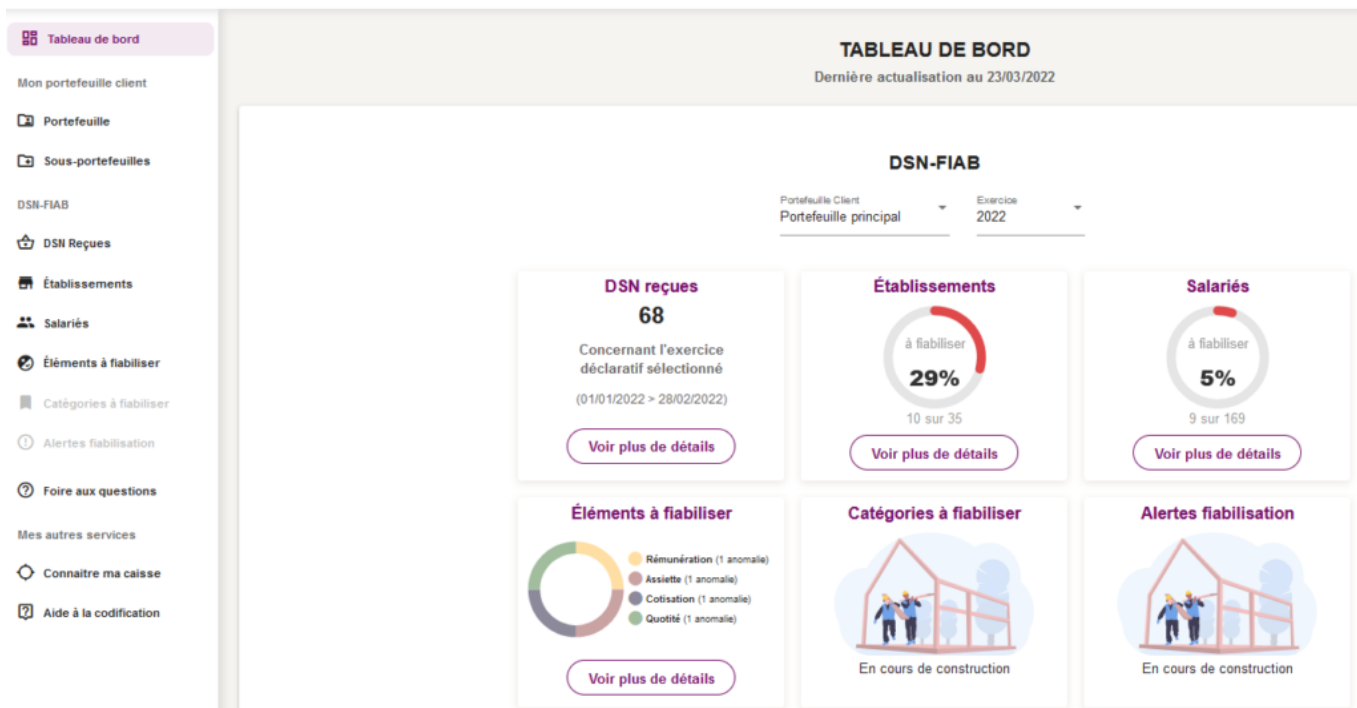 Tableau de bord
Mon portefeuille client
Portefeuille
Sous-portefeuilles
DSN-FIAB
DSN Reçues
Établissements
Salariés
Éléments à fiabiliser
Catégories à fiabiliser
Alertes fiabilisation
Foire aux questions
Mes autres services
Connaitre ma caisse
Aide à la codification
TABLEAU DE BORD
Dernière actualisation au 23/03/2022
DSN-FIAB
Portefeuille Client
Portefeuille principal
Exercice
2022
DSN reçues
68
Concernant l'exercice
déclaratif sélectionné
(01/01/2022 > 28/02/2022)
Voir plus de détails
Établissements
à fiabiliser
29%
10 sur 35
Voir plus de détails
Salariés
à fiabiliser
5%
9 sur 169
Voir plus de détails
Éléments à fiabiliser
Rémunération (1 anomalie)
Assiette (1 anomalie)
Cotisation (1 anomalie)
Quotité (1 anomalie)
Voir plus de détails
Catégories à fiabiliser
En cours de construction
Alertes fiabilisation
En cours de construction